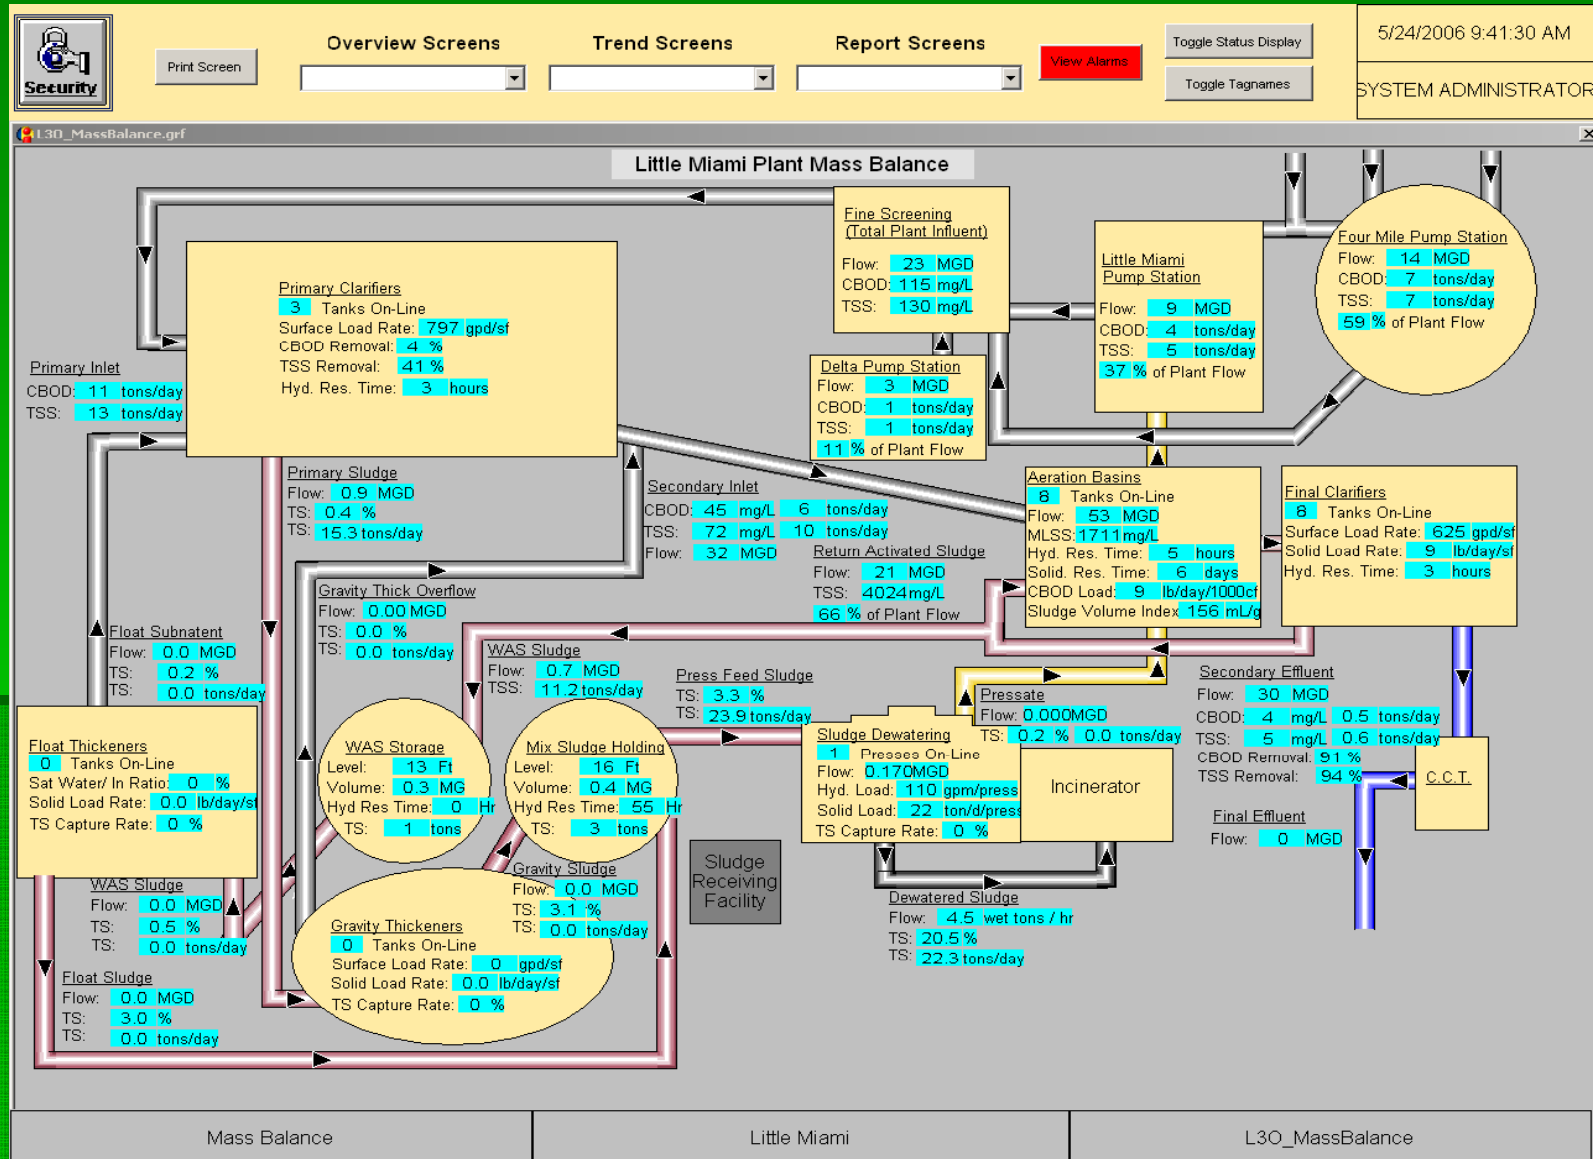 Security
Print Screen
Overview Screens
Trend Screens
Report Screens
View Alarms
Toggle Status Display
Toggle Tagnames
5/24/2006 9:41:30 AM
SYSTEM ADMINISTRATOR
L3O_MassBalance.grf
Little Miami Plant Mass Balance
Fine Screening
(Total Plant Influent)
Flow: 23 MGD
CBOD: 115 mg/L
TSS: 130 mg/L
Little Miami
Pump Station
Flow: 9 MGD
CBOD: 4 tons/day
TSS: 5 tons/day
37 % of Plant Flow
Four Mile Pump Station
Flow: 14 MGD
CBOD: 7 tons/day
TSS: 7 tons/day
59 % of Plant Flow
Primary Clarifiers
3 Tanks On-Line
Surface Load Rate: 797 gpd/sf
CBOD Removal: 4 %
TSS Removal: 41 %
Hyd. Res. Time: 3 hours
Primary Inlet
CBOD: 11 tons/day
TSS: 13 tons/day
Delta Pump Station
Flow: 3 MGD
CBOD: 1 tons/day
TSS: 1 tons/day
11 % of Plant Flow
Primary Sludge
Flow: 0.9 MGD
TS: 0.4 %
TS: 15.3 tons/day
Secondary Inlet
CBOD: 45 mg/L 6 tons/day
TSS: 72 mg/L 10 tons/day
Flow: 32 MGD
Return Activated Sludge
Flow: 21 MGD
TSS: 4024 mg/L
66 % of Plant Flow
Aeration Basins
8 Tanks On-Line
Flow: 53 MGD
MLSS: 1711 mg/L
Hyd. Res. Time: 5 hours
Solid. Res. Time: 6 days
CBOD Load: 9 lb/day/1000cf
Sludge Volume Index 156 mL/g
Final Clarifiers
8 Tanks On-Line
Surface Load Rate: 625 gpd/sf
Solid Load Rate: 9 lb/day/sf
Hyd. Res. Time: 3 hours
Gravity Thick Overflow
Flow: 0.00 MGD
TS: 0.0 %
TS: 0.0 tons/day
Float Subnatent
Flow: 0.0 MGD
TS: 0.2 %
TS: 0.0 tons/day
WAS Sludge
Flow: 0.7 MGD
TSS: 11.2 tons/day
Press Feed Sludge
TS: 3.3 %
TS: 23.9 tons/day
Pressate
Flow: 0.000MGD
TS: 0.2 % 0.0 tons/day
Secondary Effluent
Flow: 30 MGD
CBOD: 4 mg/L 0.5 tons/day
TSS: 5 mg/L 0.6 tons/day
CBOD Removal: 91 %
TSS Removal: 94 %
C.C.T.
Final Effluent
Flow: 0 MGD
Float Thickeners
0 Tanks On-Line
Sat Water/ In Ratio: 0 %
Solid Load Rate: 0.0 lb/day/sf
TS Capture Rate: 0 %
WAS Storage
Level: 13 Ft
Volume: 0.3 MG
Hyd Res Time: 0 Hr
TS: 1 tons
Mix Sludge Holding
Level: 16 Ft
Volume: 0.4 MG
Hyd Res Time: 55 Hr
TS: 3 tons
Sludge Dewatering
1 Presses On-Line
Flow: 0.170MGD
Hyd. Load: 110 gpm/press
Solid Load: 22 ton/d/press
TS Capture Rate: 0 %
Incinerator
Sludge
Receiving
Facility
WAS Sludge
Flow: 0.0 MGD
TS: 0.5 %
TS: 0.0 tons/day
Gravity Sludge
Flow: 0.0 MGD
TS: 3.1 %
TS: 0.0 tons/day
Dewatered Sludge
Flow: 4.5 wet tons / hr
TS: 20.5 %
TS: 22.3 tons/day
Gravity Thickeners
0 Tanks On-Line
Surface Load Rate: 0 gpd/sf
Solid Load Rate: 0.0 lb/day/sf
TS Capture Rate: 0 %
Float Sludge
Flow: 0.0 MGD
TS: 3.0 %
TS: 0.0 tons/day
Mass Balance
Little Miami
L3O_MassBalance